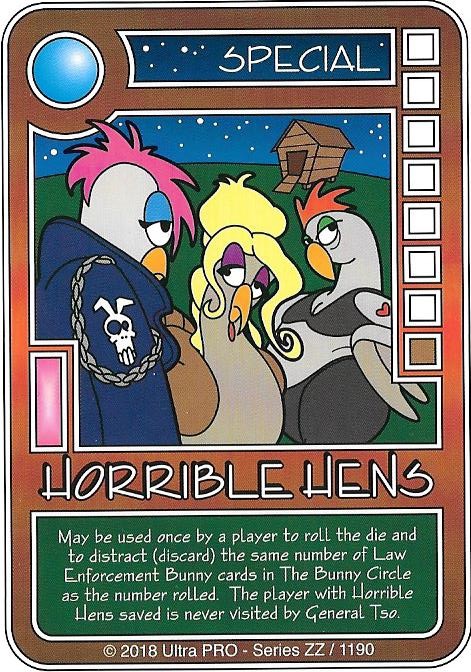 SPECIAL
HORRIBLE HENS
May be used once by a player to roll the die and
to distract (discard) the same number of Law
Enforcement Bunny cards in The Bunny Circle
as the number rolled. The player with Horrible
Hens saved is never visited by General Tso.
© 2018 Ultra PRO - Series ZZ / 1190